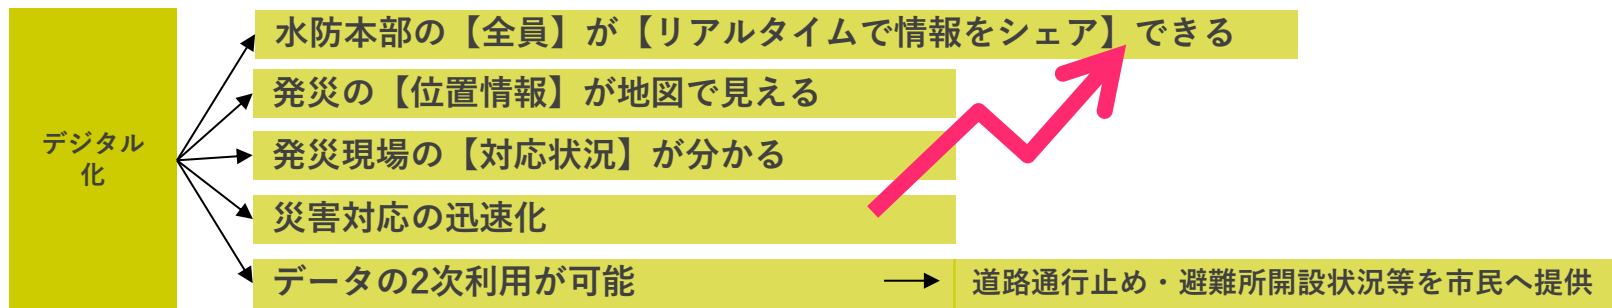 水防本部の【全員】が【リアルタイムで情報をシェア】できる
発災の【位置情報】が地図で見える
デジタル
化
発災現場の【対応状況】が分かる
災害対応の迅速化
データの2次利用が可能
道路通行止め・避難所開設状況等を市民へ提供